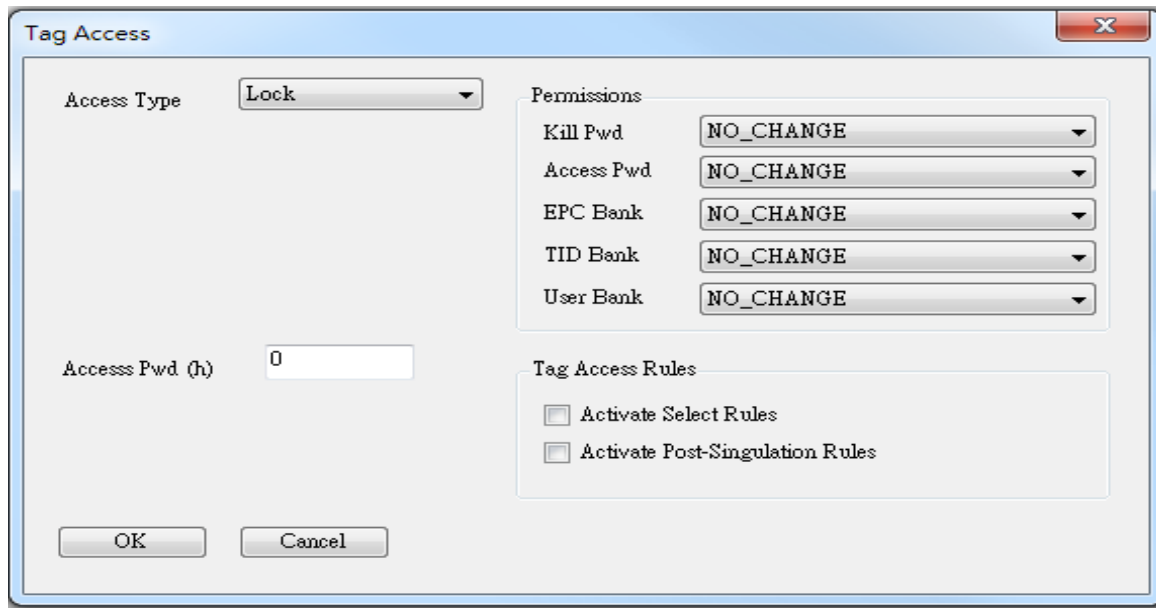 Tag Access
Access Type
Lock
Permissions
Kill Pwd
NO_CHANGE
Access Pwd
NO_CHANGE
EPC Bank
NO_CHANGE
TID Bank
NO_CHANGE
User Bank
NO_CHANGE
Accesss Pwd (h)
0
Tag Access Rules
Activate Select Rules
Activate Post-Singulation Rules
OK
Cancel